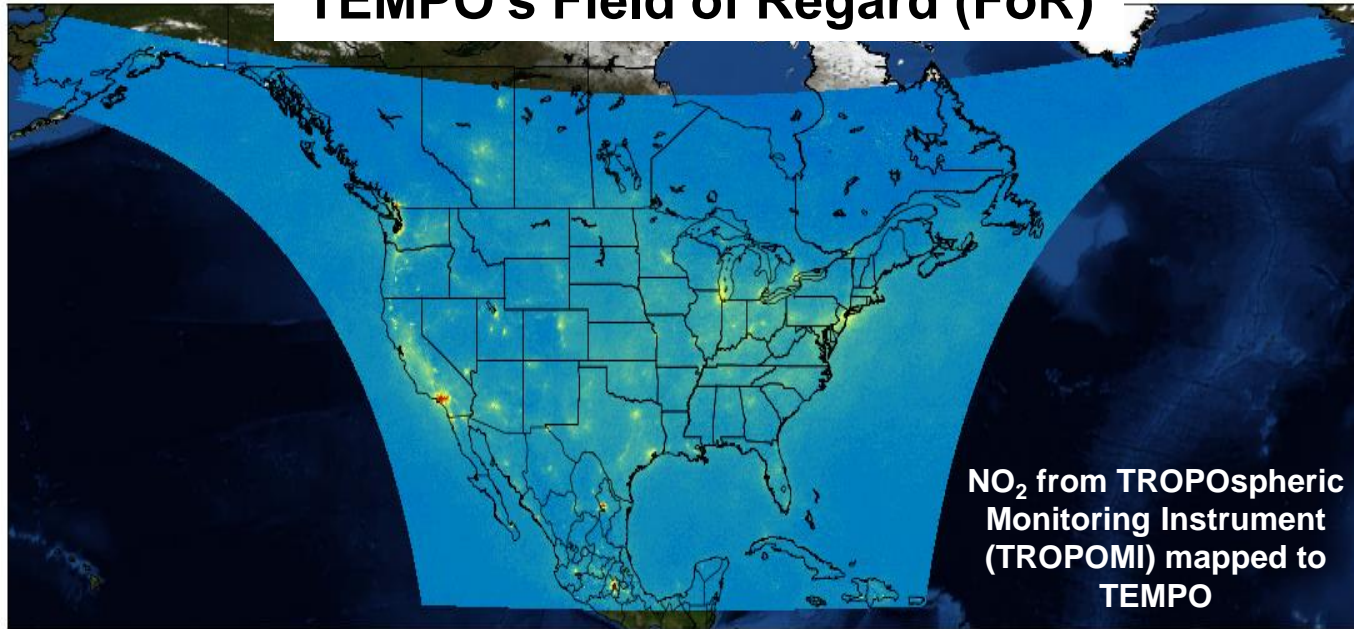 TEMPO's Field of Regard (FoR)
NO₂ from TROPOspheric
Monitoring Instrument
(TROPOMI) mapped to
TEMPO